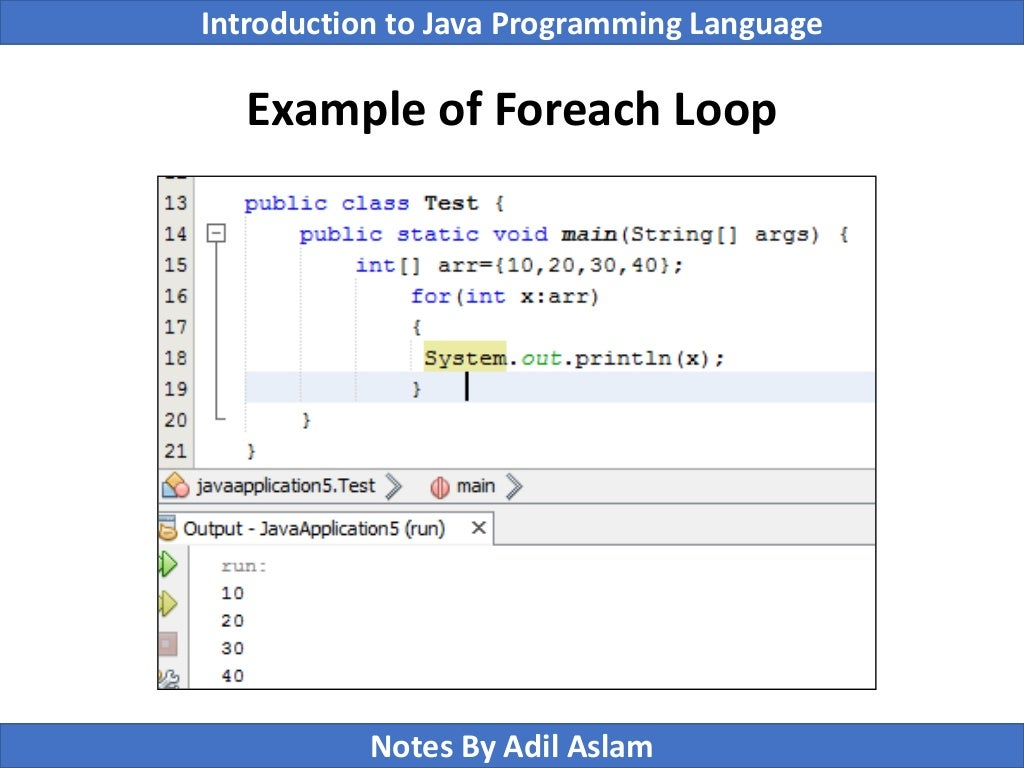 Introduction to Java Programming Language
Example of Foreach Loop
13 public class Test {
14 public static void main(String[] args) {
15 int[] arr={10,20,30,40};
16 for(int x:arr)
17 {
18 System.out.println(x);
19 }
20 }
21 }
javaapplication5.Test main
Output - JavaApplication5 (run)
run:
10
20
30
40
Notes By Adil Aslam